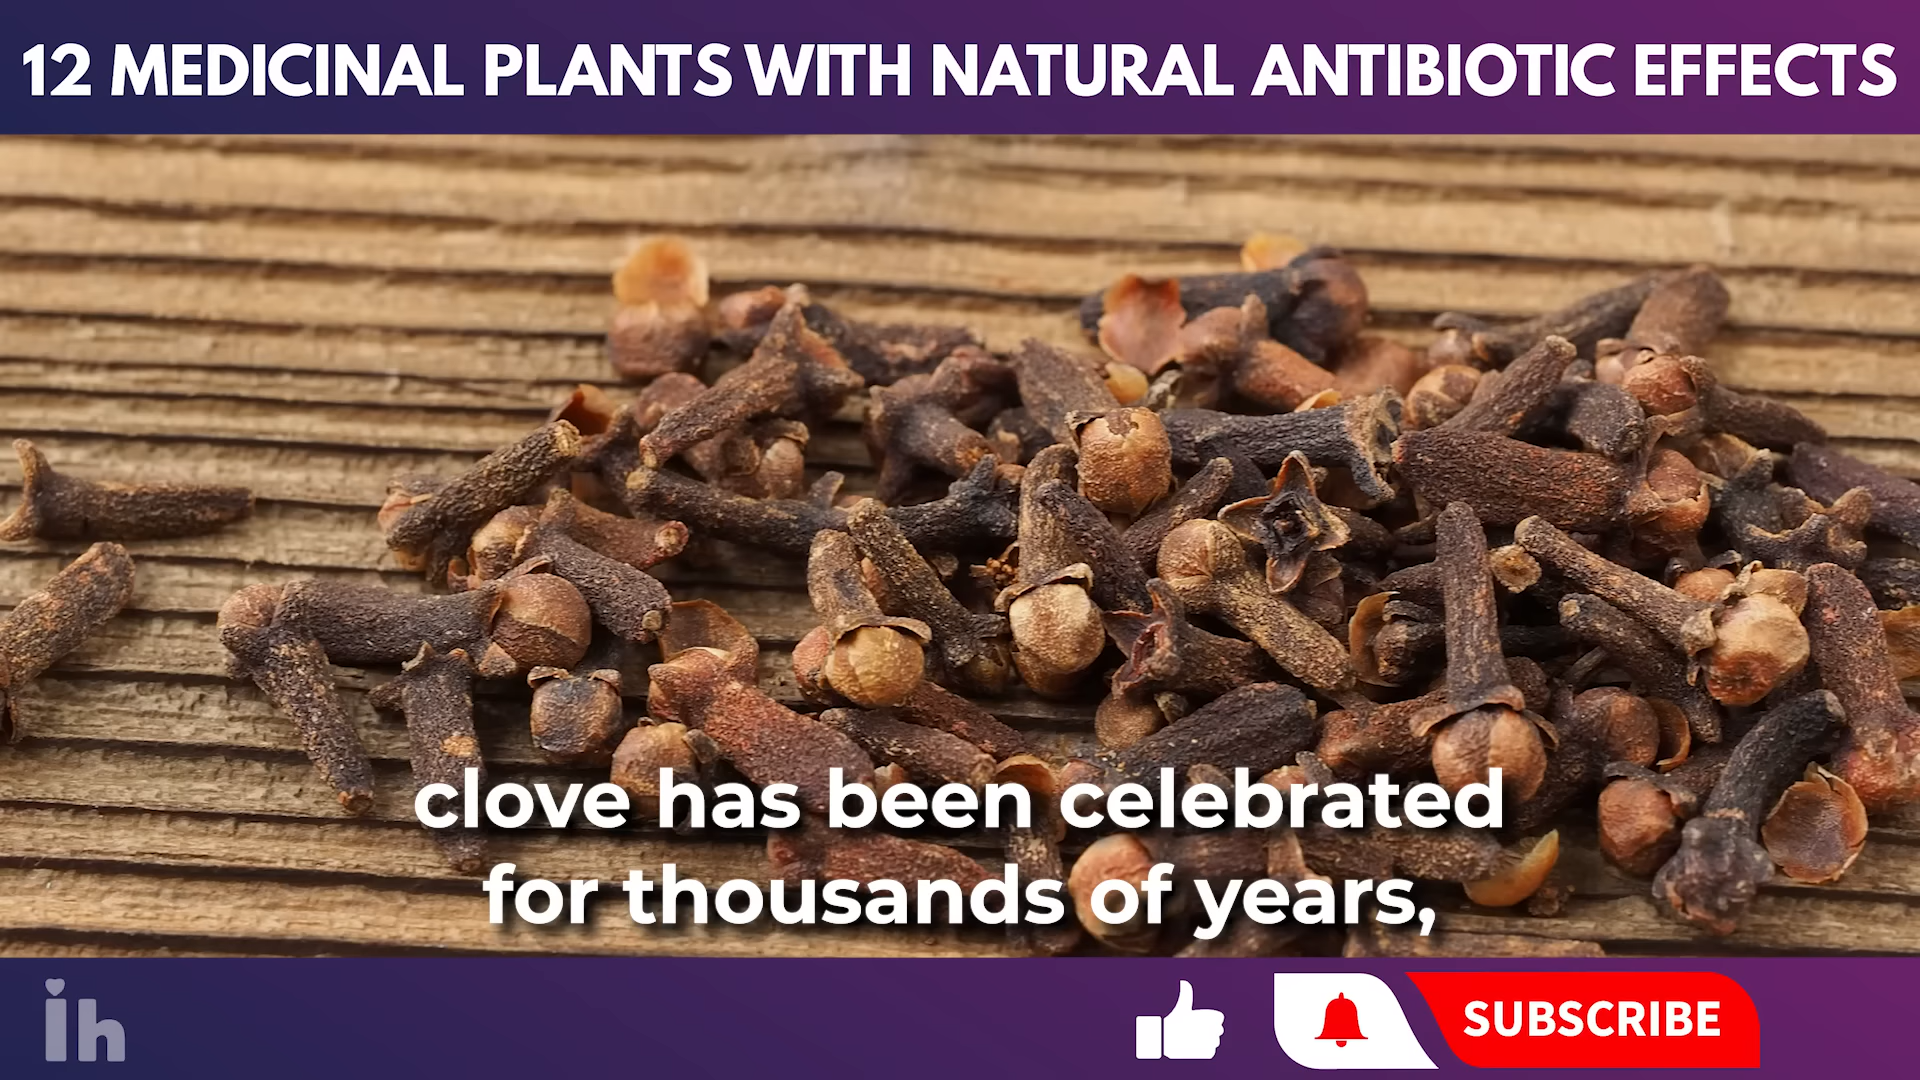 12 MEDICINAL PLANTS WITH NATURAL ANTIBIOTIC EFFECTS
clove has been celebrated
for thousands of years,
ih
SUBSCRIBE